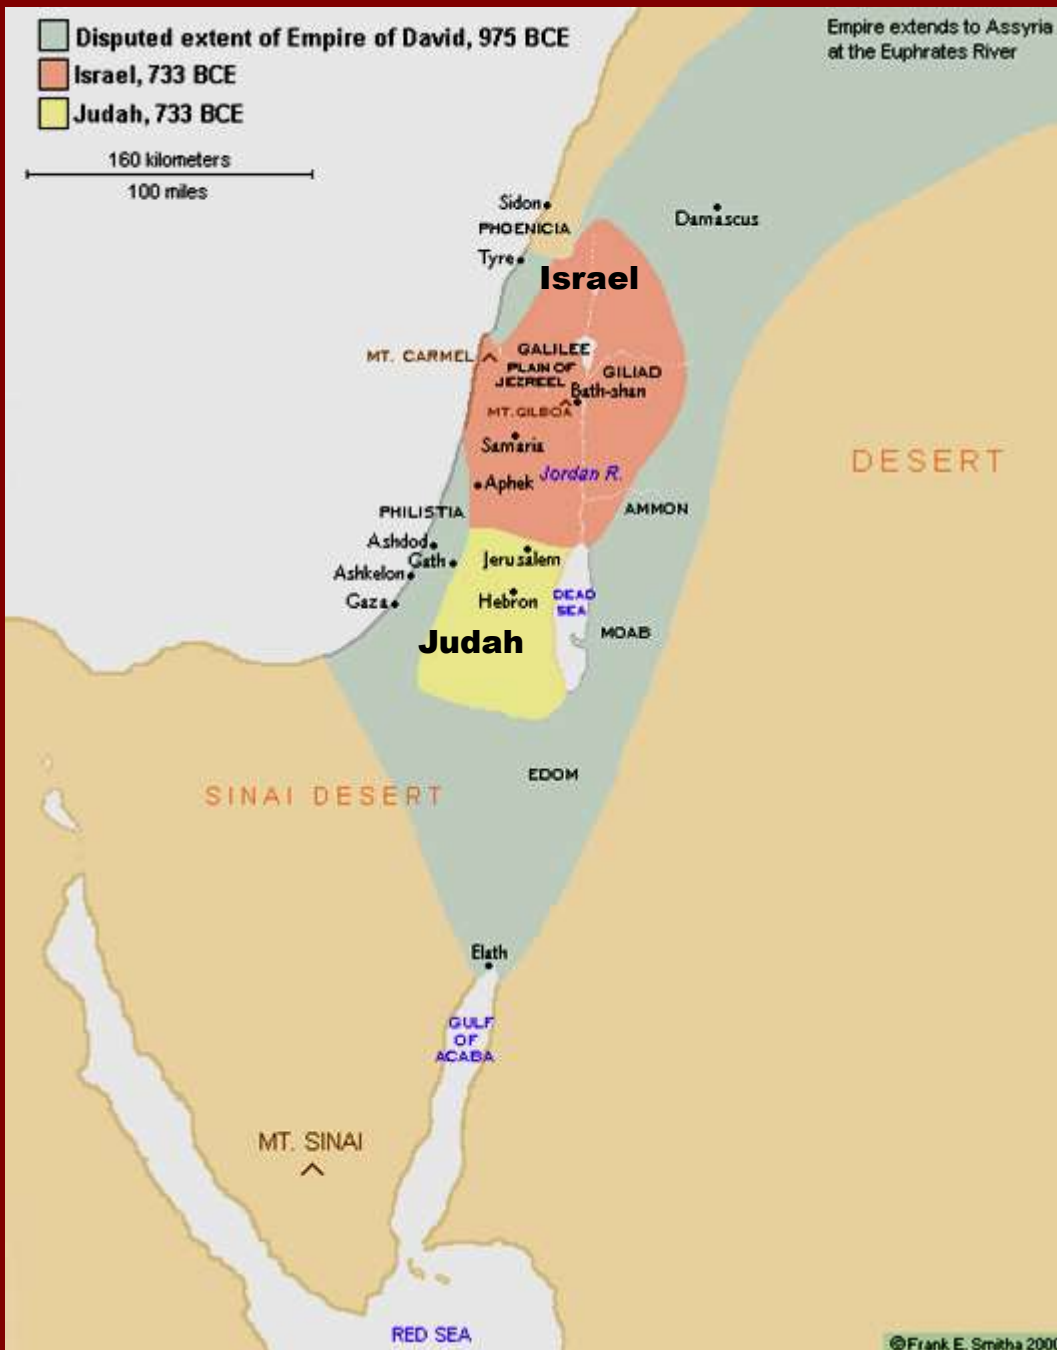 Disputed extent of Empire of David, 975 BCE
Israel, 733 BCE
Judah, 733 BCE
160 kilometers
100 miles
Empire extends to Assyria
at the Euphrates River
Sidon
PHOENICIA
Damascus
Tyre
Israel
MT. CARMEL
GALILEE
PLAIN OF
JEZREEL
GILIAD
Bath-shan
MT. GILBOA
Samaria
Jordan R.
Aphek
PHILISTIA
AMMON
DESERT
Ashdod
Gath
Jerusalem
Ashkelon
Gaza
Hebron
DEAD
SEA
Judah
MOAB
EDOM
SINAI DESERT
Elath
GULF
OF
ACABA
MT. SINAI
RED SEA
©Frank E. Smitha 2000